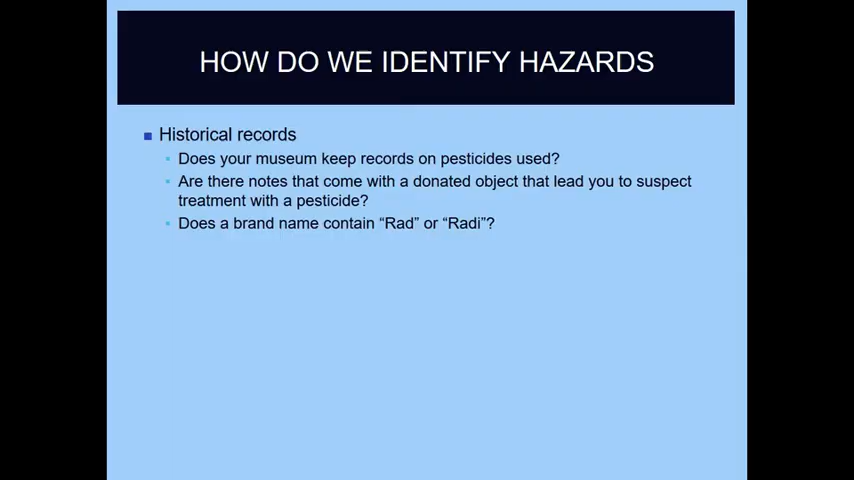 HOW DO WE IDENTIFY HAZARDS
Historical records
Does your museum keep records on pesticides used?
Are there notes that come with a donated object that lead you to suspect
treatment with a pesticide?
Does a brand name contain “Rad” or “Radi”?